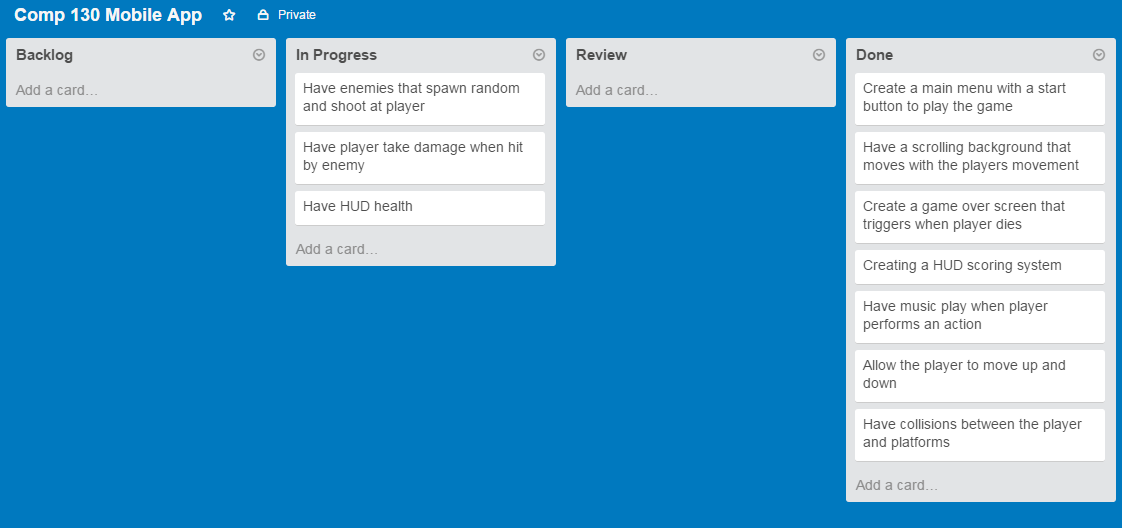 Comp 130 Mobile App
Private
Backlog
Add a card…
In Progress
Have enemies that spawn random
and shoot at player
Have player take damage when hit
by enemy
Have HUD health
Add a card…
Review
Add a card…
Done
Create a main menu with a start
button to play the game
Have a scrolling background that
moves with the players movement
Create a game over screen that
triggers when player dies
Creating a HUD scoring system
Have music play when player
performs an action
Allow the player to move up and
down
Have collisions between the player
and platforms
Add a card…